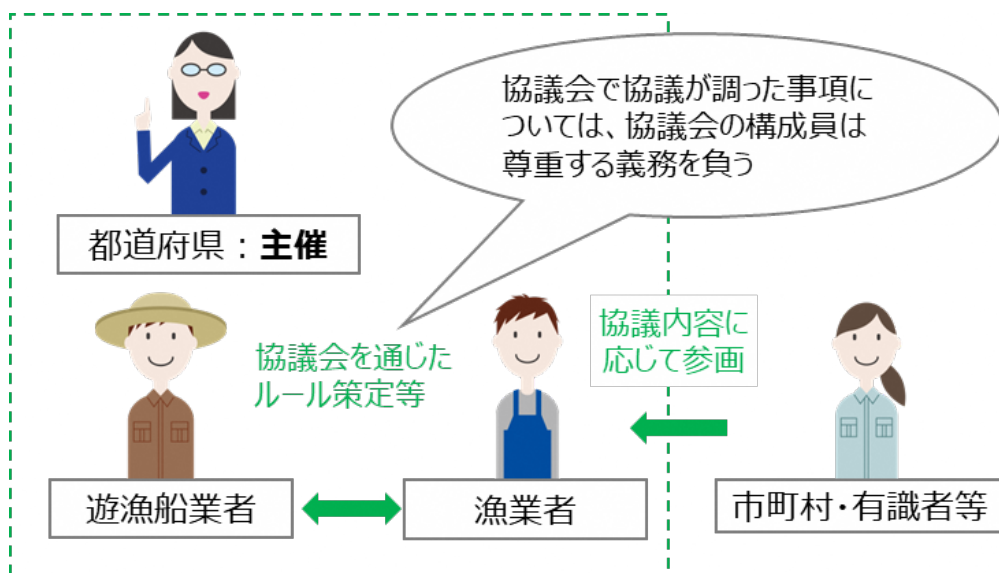 協議会で協議が調った事項に
ついては、協議会の構成員は
尊重する義務を負う
都道府県：主催
協議会を通じた
ルール策定等
協議内容に
応じて参画
遊漁船業者
漁業者
市町村・有識者等